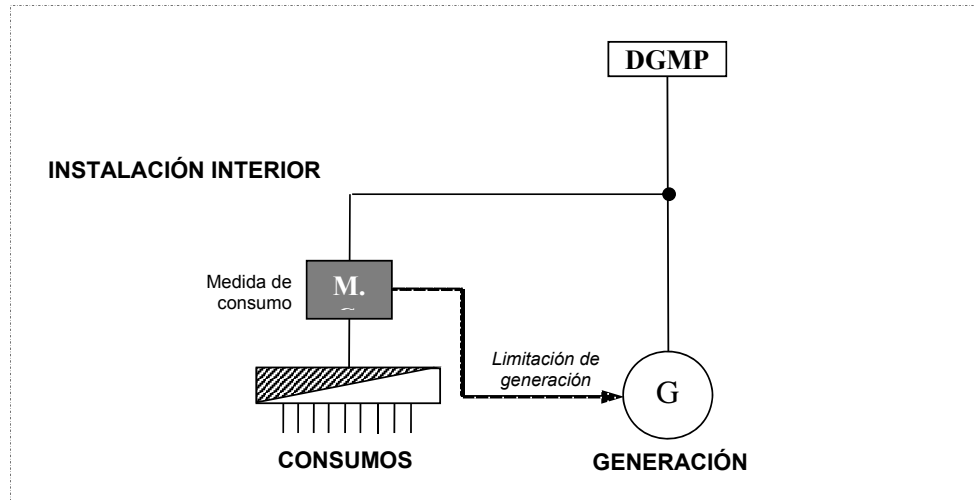 DGMP
INSTALACIÓN INTERIOR
Medida de
consumo
M.
~
Limitación de
generación
G
CONSUMOS
GENERACIÓN